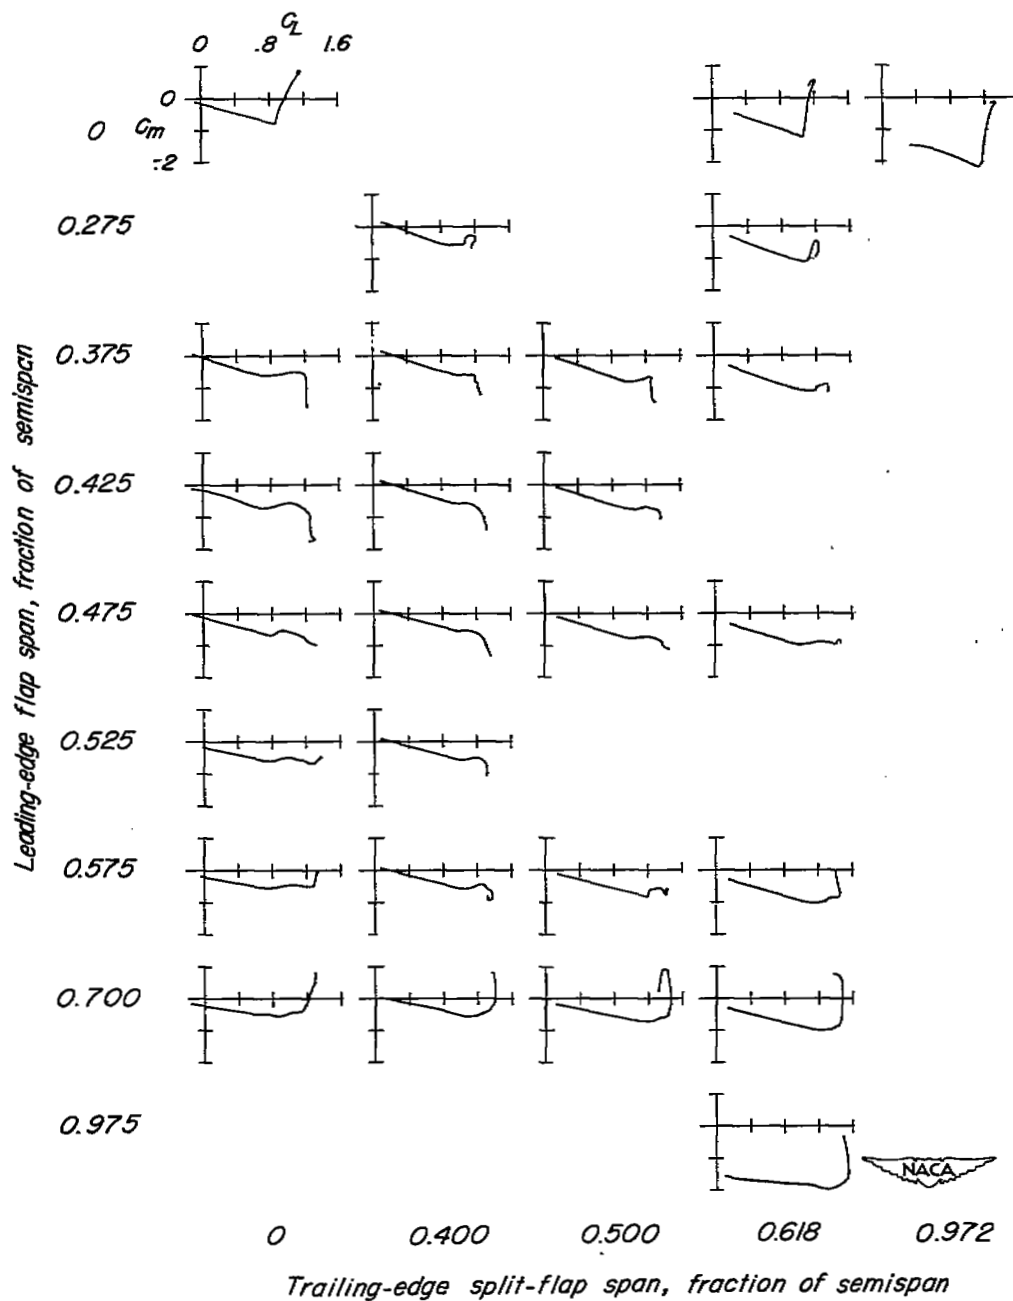 C_L
0 .8 1.6
0
0 C_m
-.2
0.275
0.375
0.425
0.475
0.525
0.575
0.700
0.975
Leading-edge flap span, fraction of semispan
NACA
0 0.400 0.500 0.618 0.972
Trailing-edge split-flap span, fraction of semispan